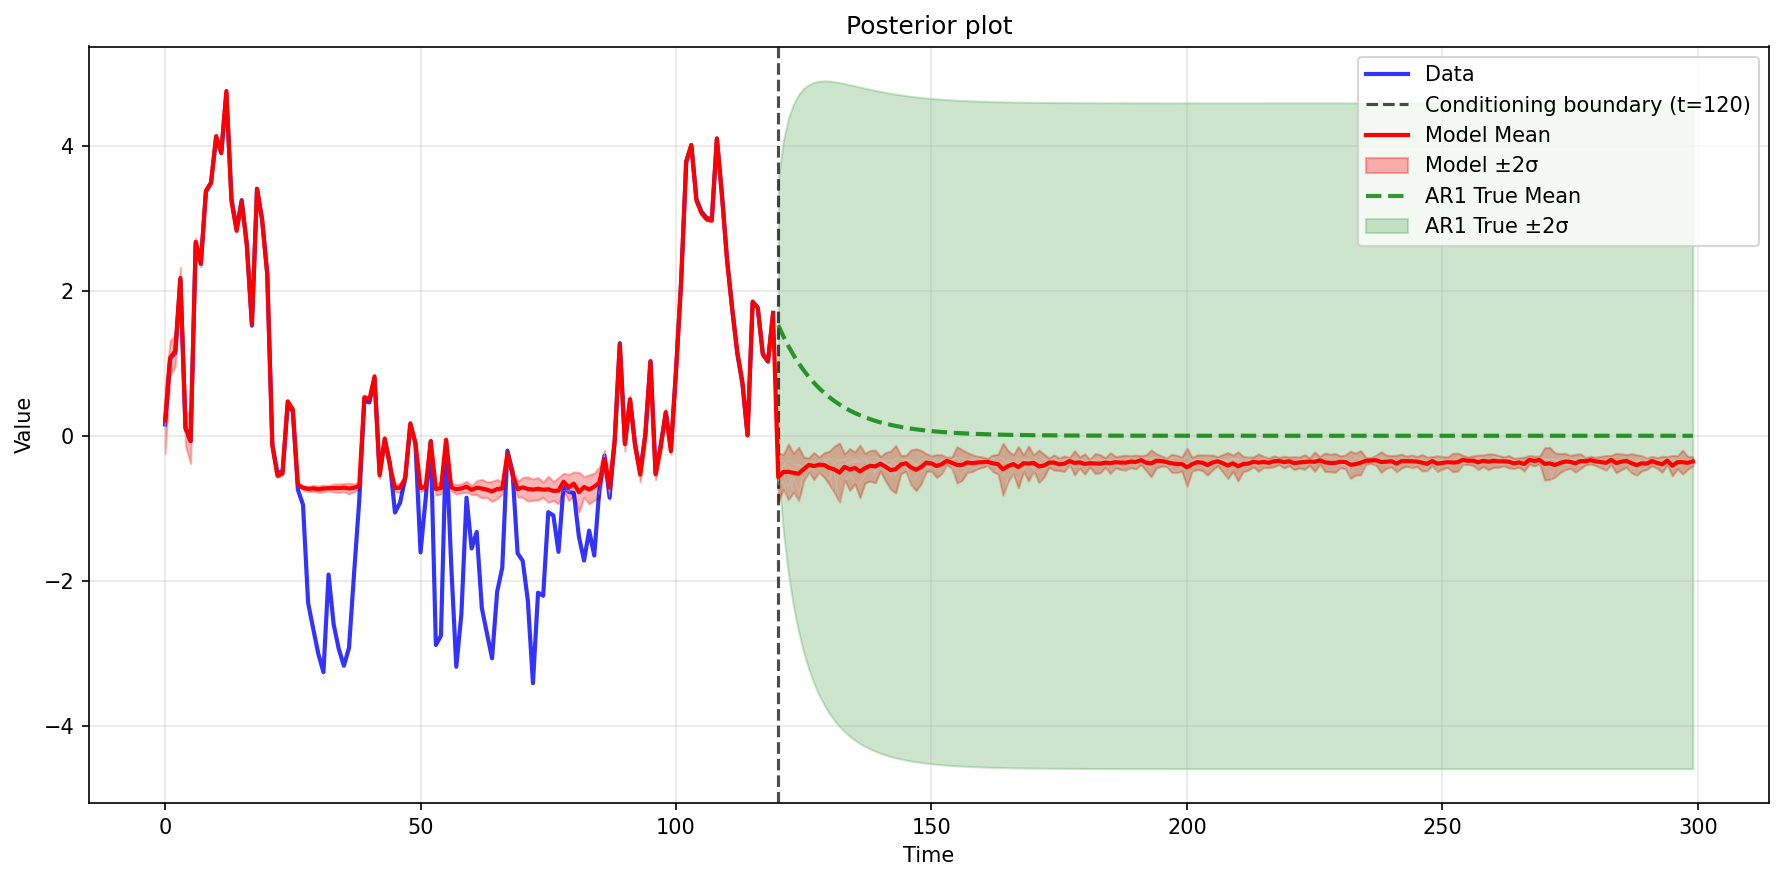 Posterior plot
Data
Conditioning boundary (t=120)
Model Mean
Model ±2σ
AR1 True Mean
AR1 True ±2σ
Value
4
2
0
−2
−4
0
50
100
150
200
250
300
Time